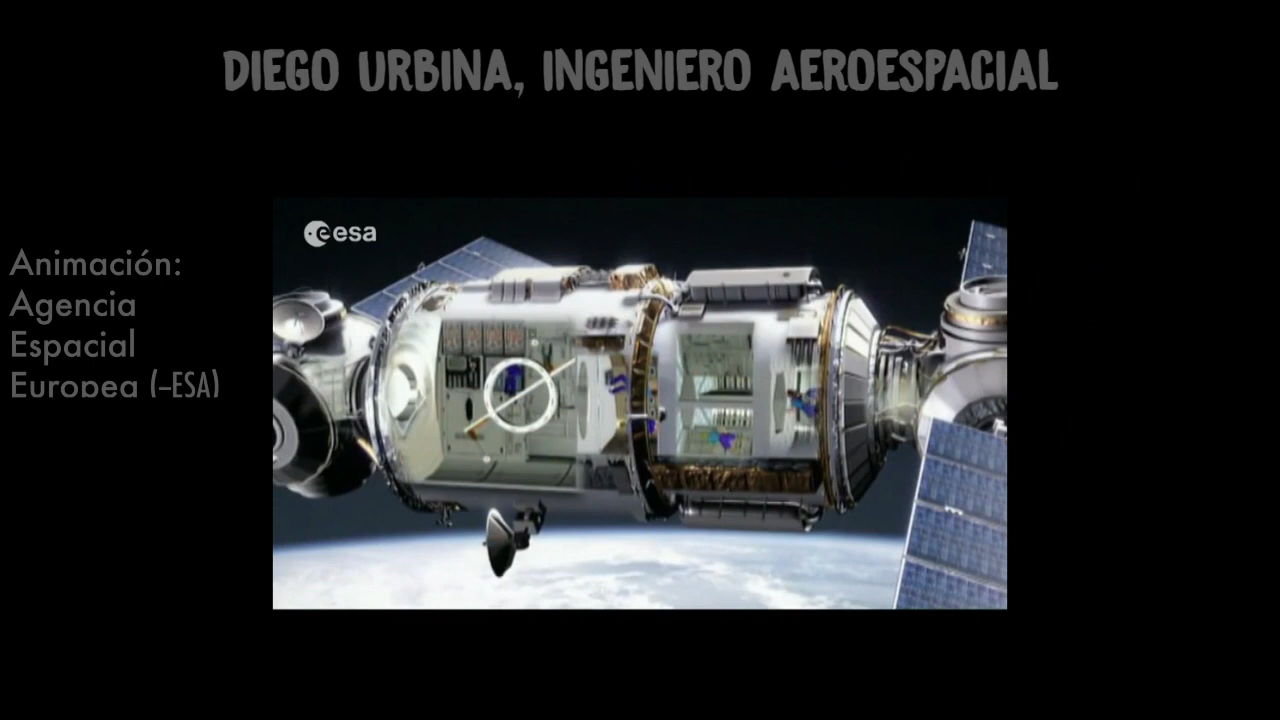 DIEGO URBINA, INGENIERO AEROESPACIAL
esa
Animación:
Agencia
Espacial
Europea (-ESA)